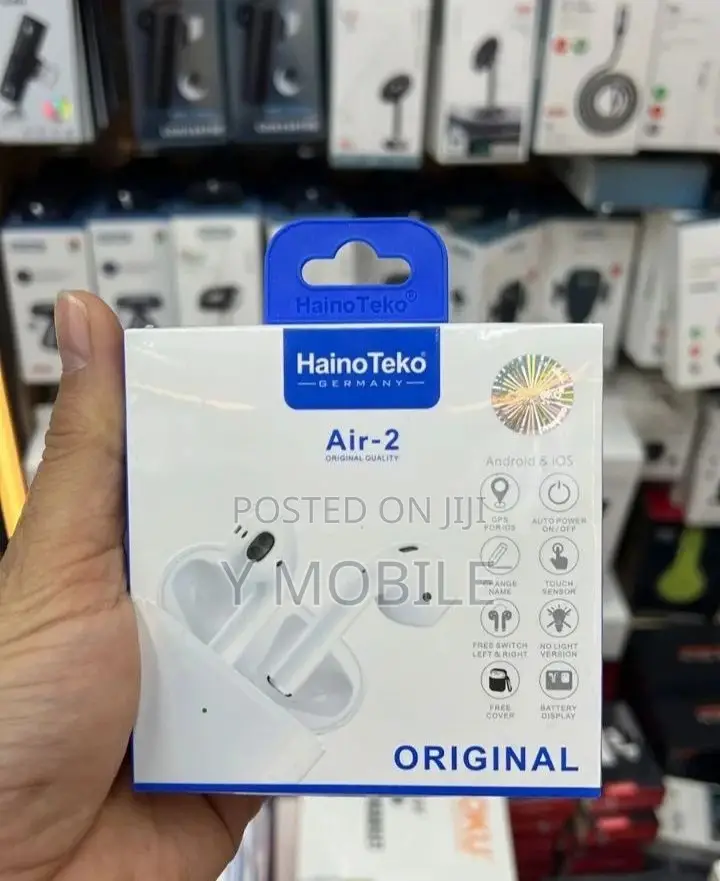 HainoTeko®
HainoTeko®
GERMANY
Air-2
ORIGINAL QUALITY
Android & iOS
GPS
FOR IOS
AUTO POWER
ON/OFF
CHANGE
NAME
TOUCH
SENSOR
FREE SWITCH
LEFT & RIGHT
NO LIGHT
VERSION
FREE
COVER
BATTERY
DISPLAY
ORIGINAL
POSTED ON JIJI
Y MOBILE